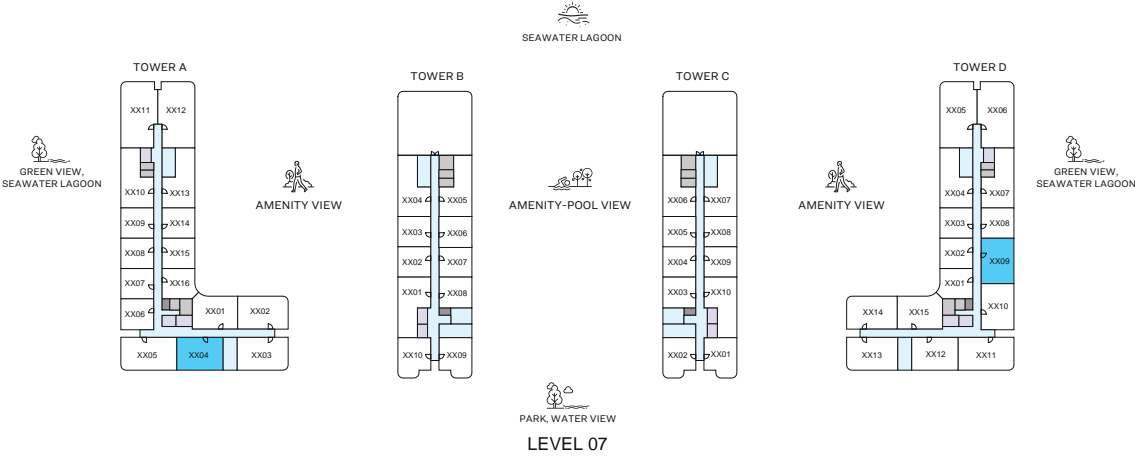 SEAWATER LAGOON
TOWER A
TOWER B
TOWER C
TOWER D
XX11 XX12
XX10 XX13
XX09 XX14
XX08 XX15
XX07 XX16
XX06 XX01 XX02
XX05 XX04 XX03
XX04 XX05
XX03 XX06
XX02 XX07
XX01 XX08
XX10 XX09
XX06 XX07
XX05 XX08
XX04 XX09
XX03 XX10
XX02 XX01
XX05 XX06
XX04 XX07
XX03 XX08
XX02 XX09
XX01
XX14 XX15 XX10
XX13 XX12 XX11
GREEN VIEW,
SEAWATER LAGOON
AMENITY VIEW
AMENITY-POOL VIEW
AMENITY VIEW
GREEN VIEW,
SEAWATER LAGOON
PARK, WATER VIEW
LEVEL 07